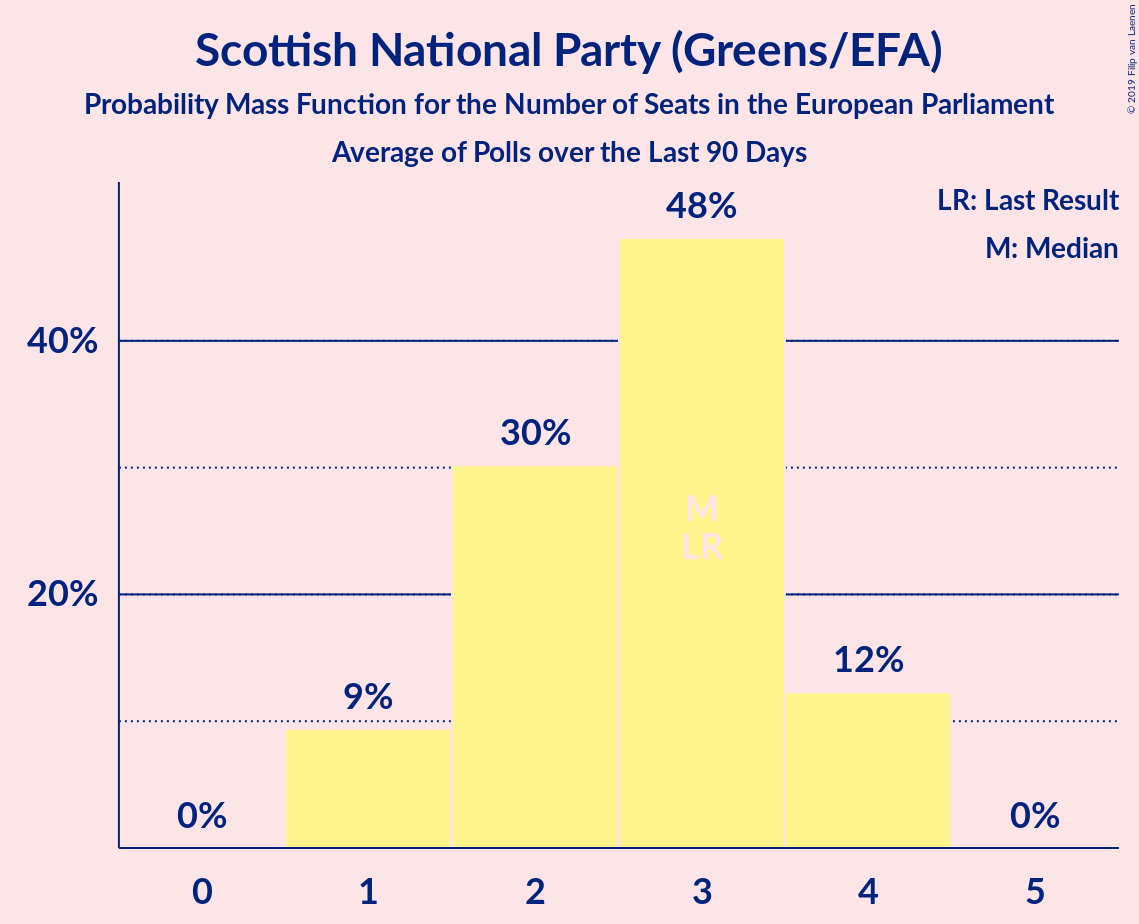 Scottish National Party (Greens/EFA)
Probability Mass Function for the Number of Seats in the European Parliament
Average of Polls over the Last 90 Days
© 2019 Filip van Laenen
LR: Last Result
M: Median
48%
40%
30%
M
LR
20%
12%
9%
0%
0%
0 1 2 3 4 5